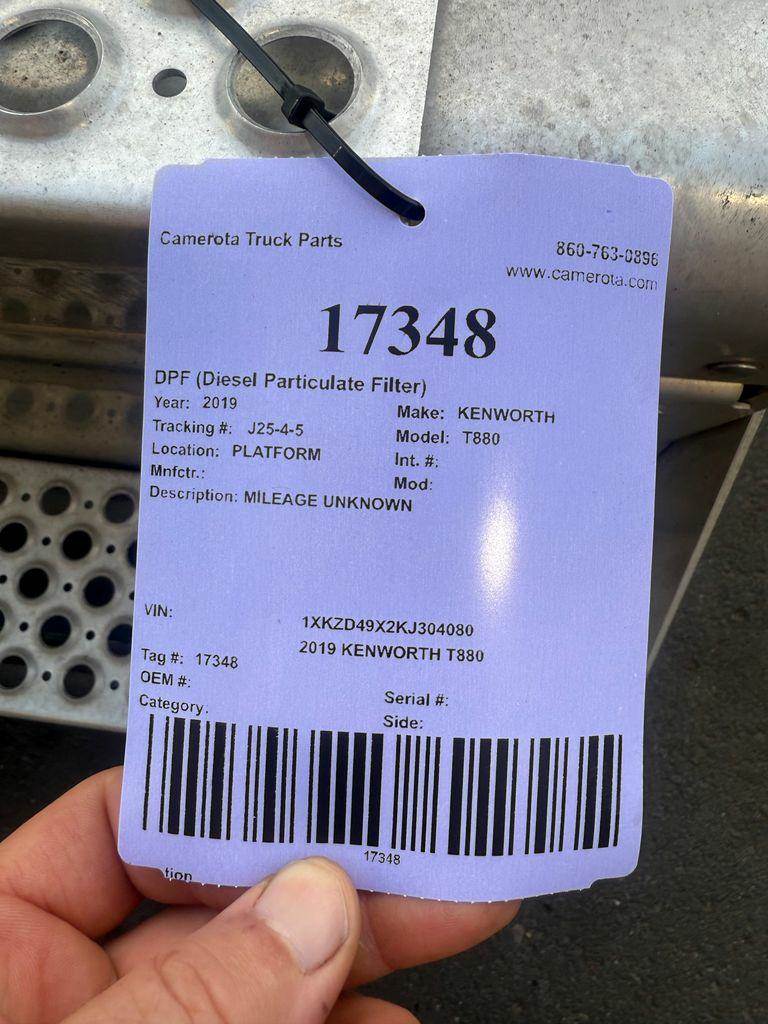 Camerota Truck Parts
860-763-0896
www.camerota.com
17348
DPF (Diesel Particulate Filter)
Year: 2019
Make: KENWORTH
Tracking #: J25-4-5
Model: T880
Location: PLATFORM
Int. #:
Mnfctr.:
Mod:
Description: MILEAGE UNKNOWN
VIN:
1XKZD49X2KJ304080
2019 KENWORTH T880
Tag #: 17348
OEM #:
Serial #:
Category:
Side:
17348
tion